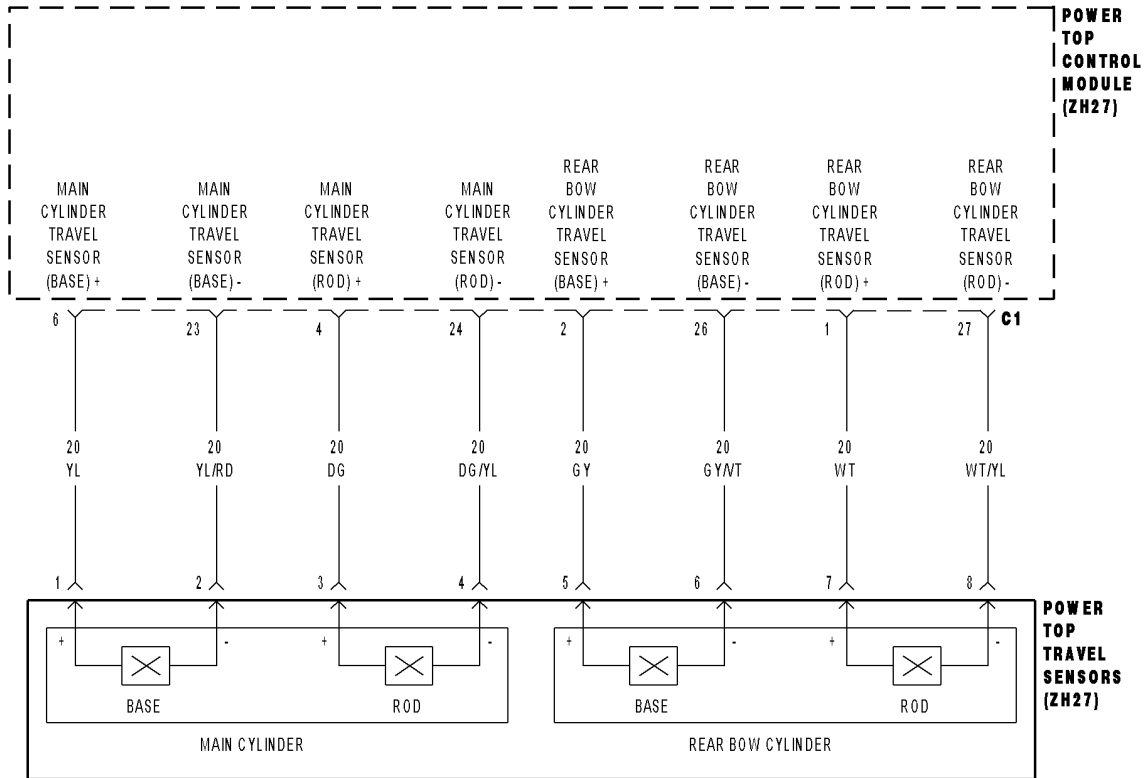 POWER
TOP
CONTROL
MODULE
(ZH27)
MAIN
CYLINDER
TRAVEL
SENSOR
(BASE) +
MAIN
CYLINDER
TRAVEL
SENSOR
(BASE) -
MAIN
CYLINDER
TRAVEL
SENSOR
(ROD) +
MAIN
CYLINDER
TRAVEL
SENSOR
(ROD) -
REAR
BOW
CYLINDER
TRAVEL
SENSOR
(BASE) +
REAR
BOW
CYLINDER
TRAVEL
SENSOR
(BASE) -
REAR
BOW
CYLINDER
TRAVEL
SENSOR
(ROD) +
REAR
BOW
CYLINDER
TRAVEL
SENSOR
(ROD) -
6 23 4 24 2 26 1 27 C1
20 20 20 20 20 20 20 20
YL YL/RD DG DG/YL GY GY/VT WT WT/YL
1 2 3 4 5 6 7 8
POWER
TOP
TRAVEL
SENSORS
(ZH27)
+ - + - + - + -
BASE ROD BASE ROD
MAIN CYLINDER REAR BOW CYLINDER